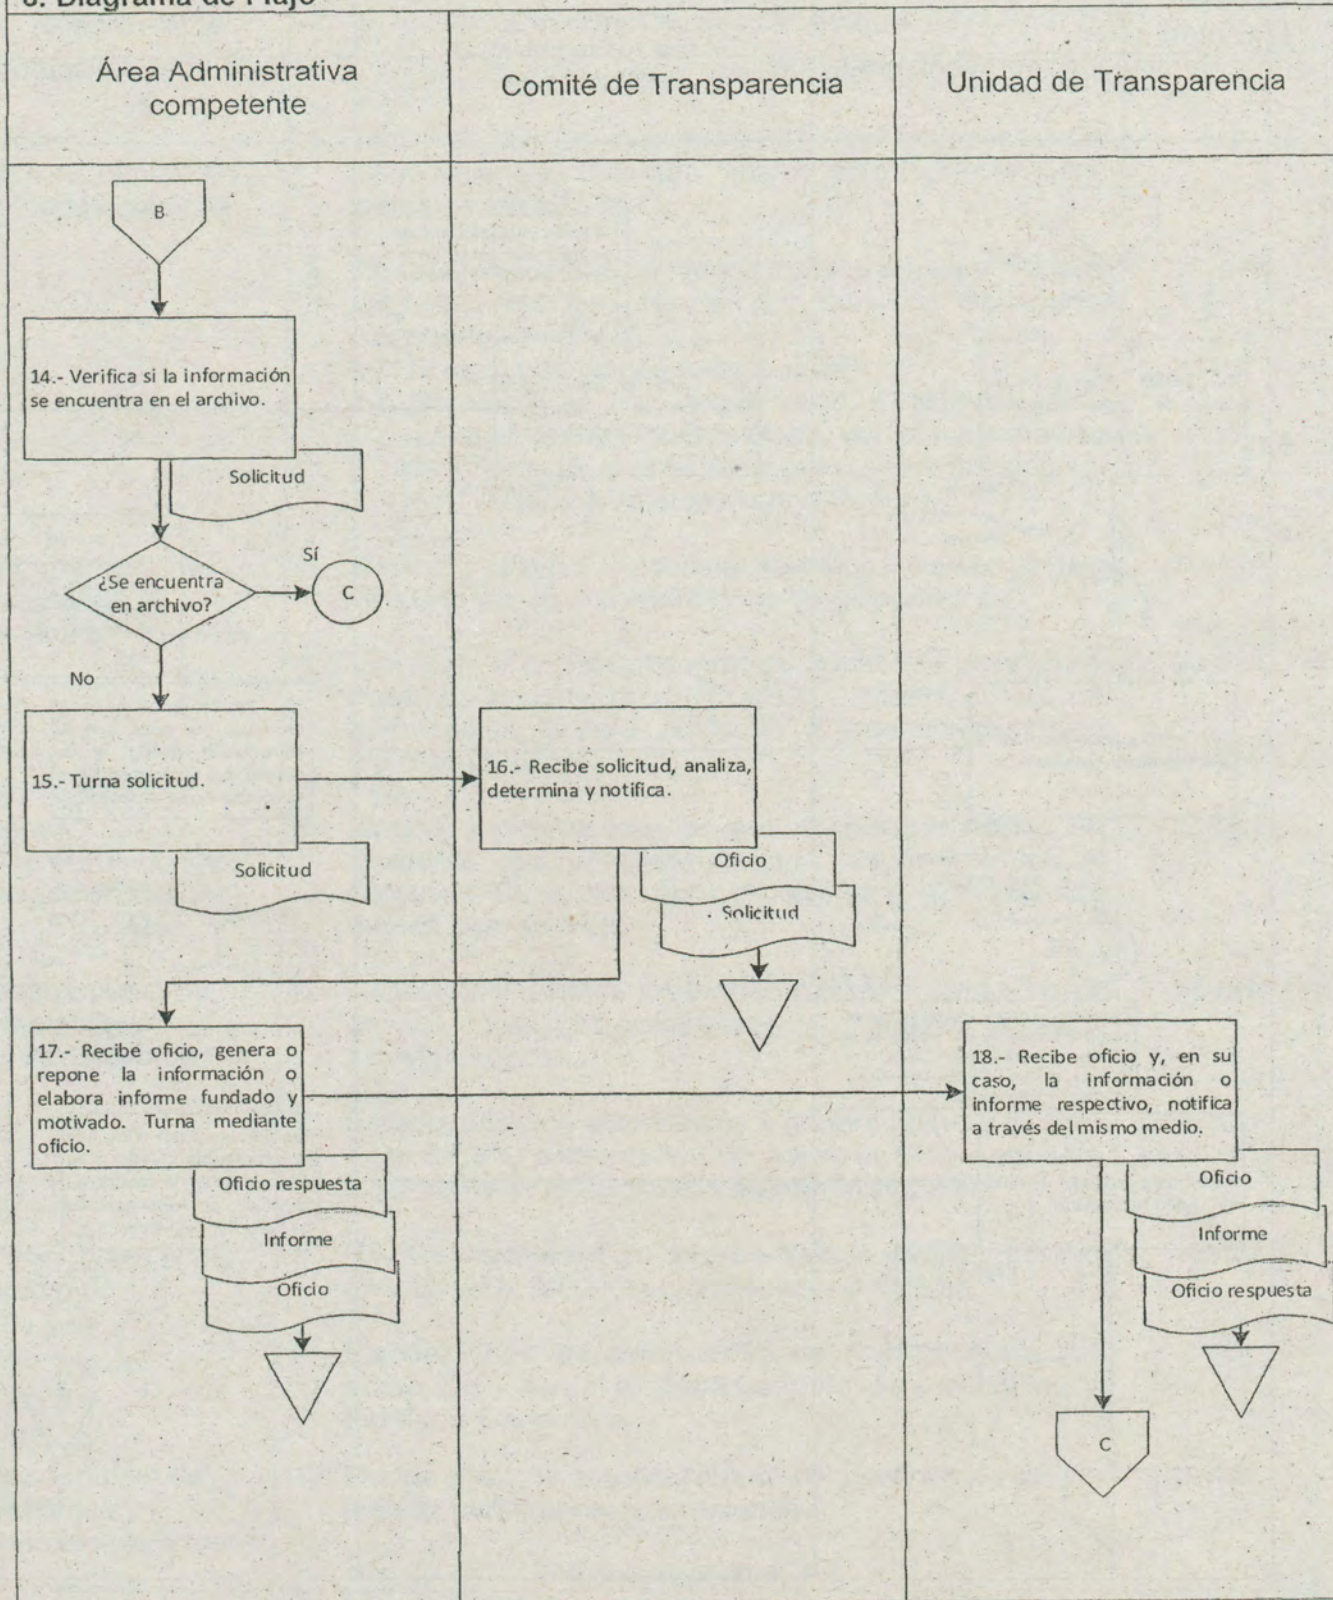 Diagrama de Flujo
Área Administrativa
competente
Comité de Transparencia
Unidad de Transparencia
B
14.- Verifica si la información
se encuentra en el archivo.
Solicitud
¿Se encuentra
en archivo?
Sí
C
No
15.- Turna solicitud.
Solicitud
16.- Recibe solicitud, analiza,
determina y notifica.
Oficio
Solicitud
17.- Recibe oficio, genera o
repone la información o
elabora informe fundado y
motivado. Turna mediante
oficio.
Oficio respuesta
Informe
Oficio
18.- Recibe oficio y, en su
caso, la información o
informe respectivo, notifica
a través del mismo medio.
Oficio
Informe
Oficio respuesta
C